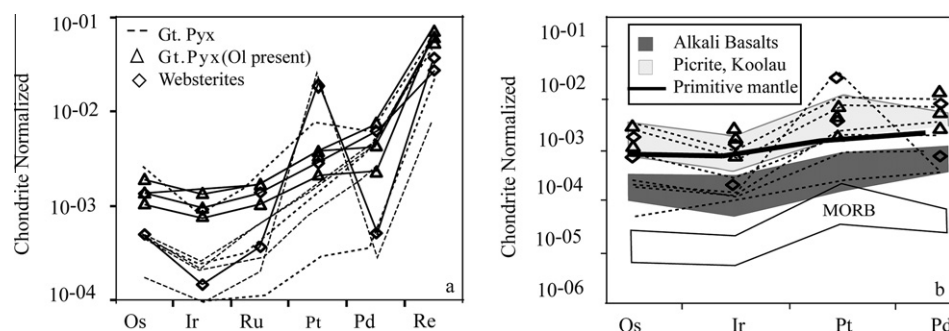 10-01
10-02
10-03
10-04
Chondrite Normalized
Gt. Pyx
Gt.Pyx(Ol present)
Websterites
a
Os Ir Ru Pt Pd Re
10-01
10-02
10-03
10-04
10-05
10-06
Chondrite Normalized
Alkali Basalts
Picrite, Koolau
Primitive mantle
MORB
b
Os Ir Pt Pd